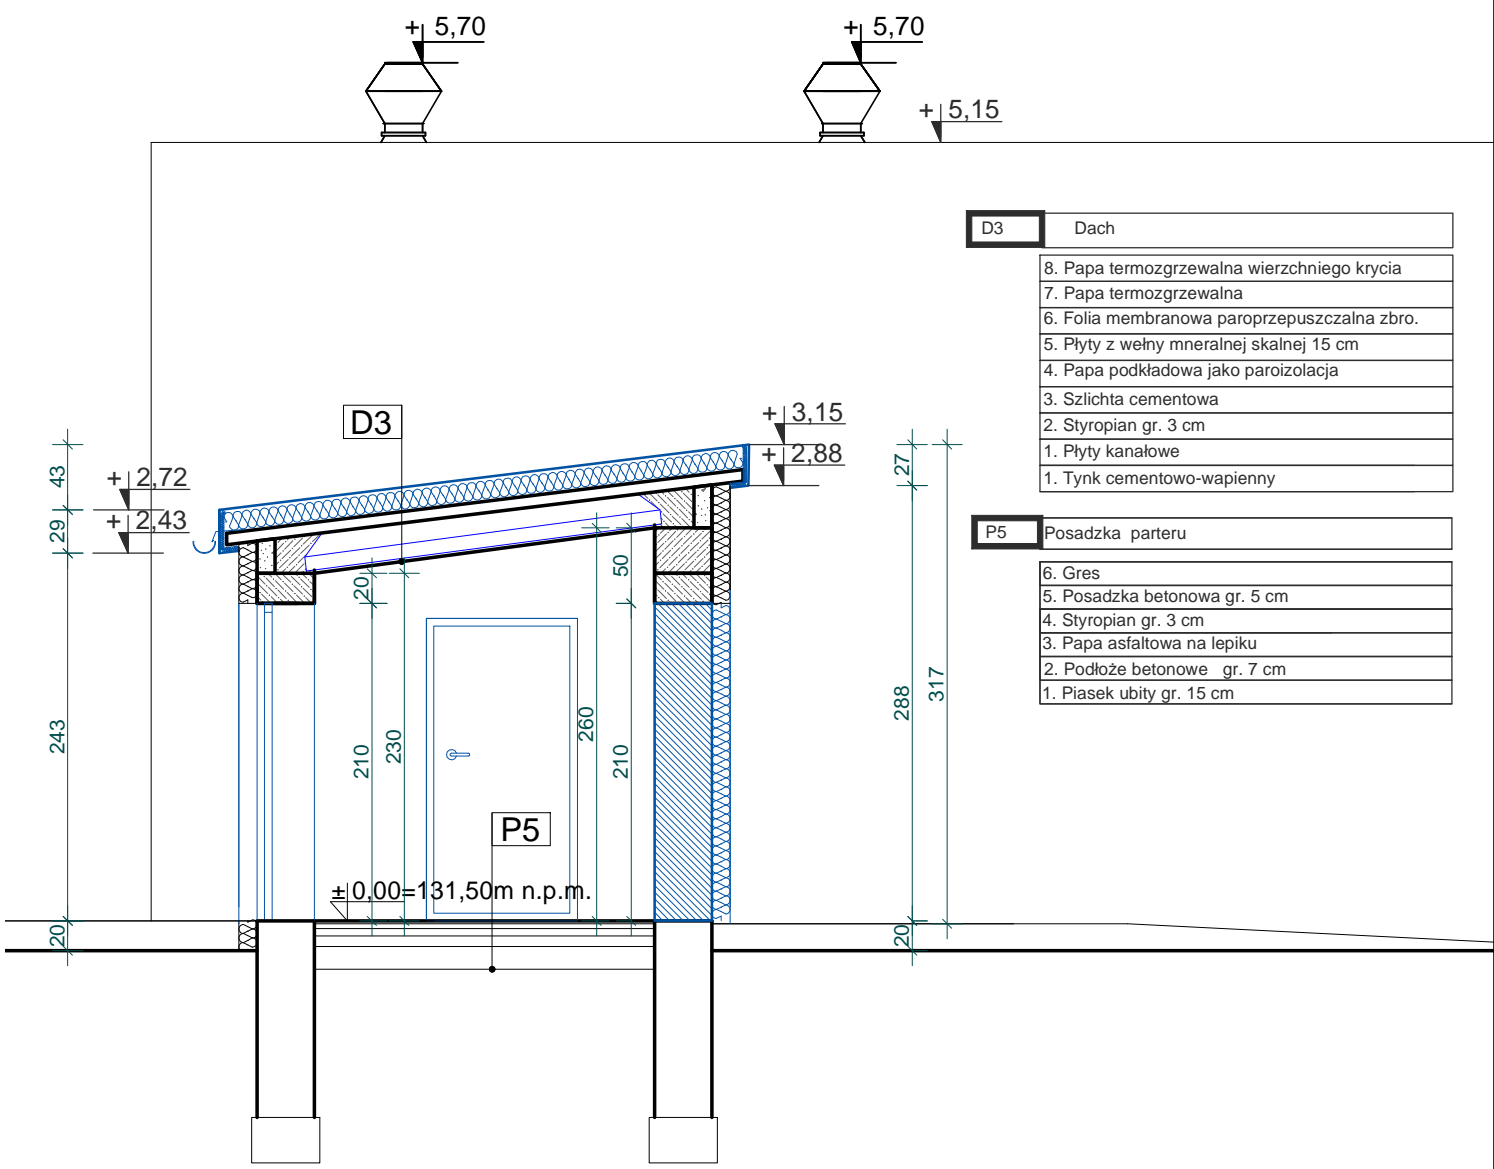 + 5,70
+ 5,70
+ 5,15
D3 Dach
8. Papa termozgrzewalna wierzchniego krycia
7. Papa termozgrzewalna
6. Folia membranowa paroprzepuszczalna zbro.
5. Płyty z wełny mneralnej skalnej 15 cm
4. Papa podkładowa jako paroizolacja
3. Szlichta cementowa
2. Styropian gr. 3 cm
1. Płyty kanałowe
1. Tynk cementowo-wapienny
P5 Posadzka parteru
6. Gres
5. Posadzka betonowa gr. 5 cm
4. Styropian gr. 3 cm
3. Papa asfaltowa na lepiku
2. Podłoże betonowe gr. 7 cm
1. Piasek ubity gr. 15 cm
D3
+ 3,15
+ 2,88
+ 2,72
+ 2,43
43
29
243
20
27
288
317
20
20
50
210
230
260
210
P5
± 0,00=131,50m n.p.m.